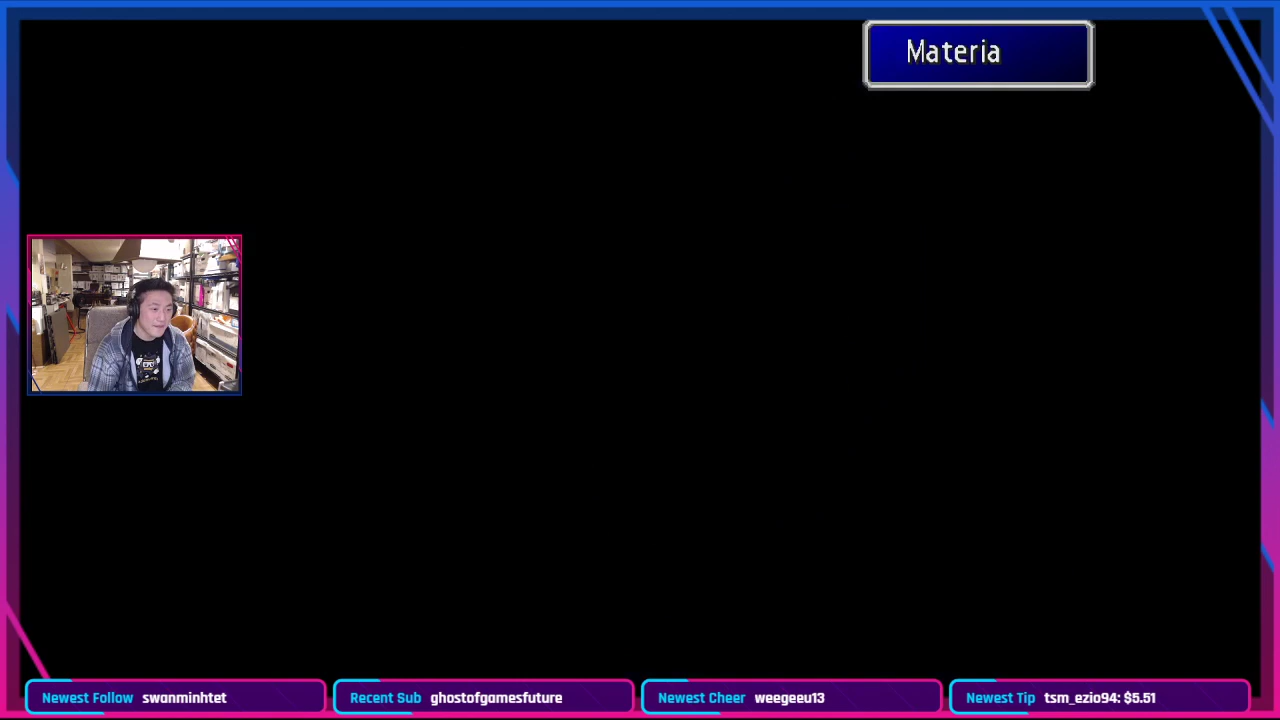 Materia
Newest Follow swanminhtet
Recent Sub ghostofgamesfuture
Newest Cheer weegeeu13
Newest Tip tsm_ezio94: $5.51